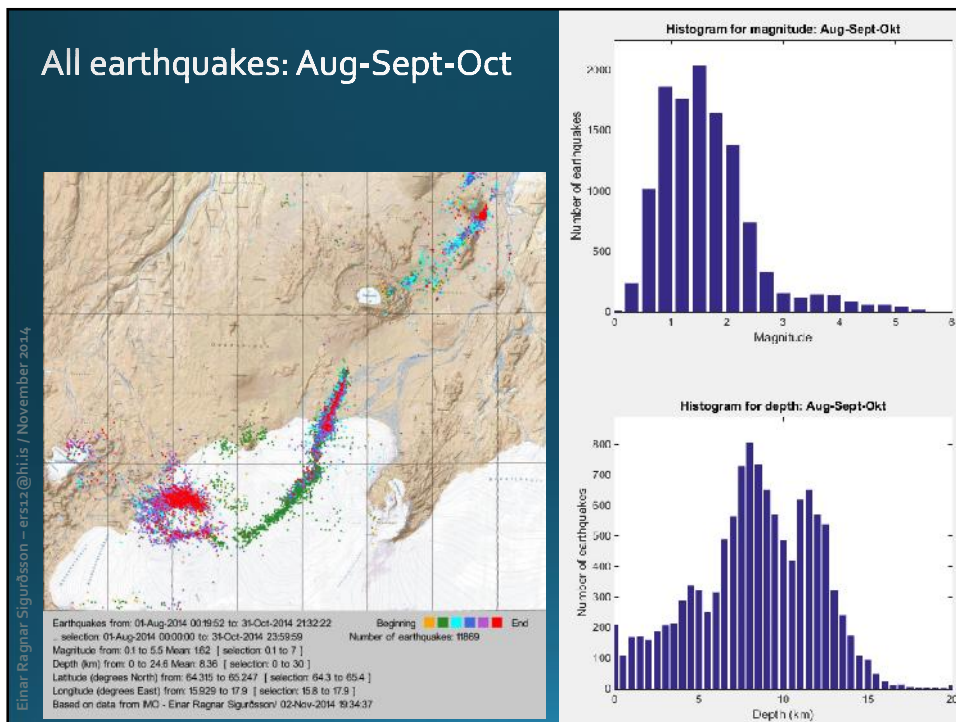 All earthquakes: Aug-Sept-Oct
Einar Ragnar Sigurðsson – ers12@hi.is / November 2014
Earthquakes from: 01-Aug-2014 00:19:52 to: 31-Oct-2014 21:32:22
.. selection: 01-Aug-2014 00:00:00 to: 31-Oct-2014 23:59:59
Magnitude from: 0.1 to 5.5 Mean: 1.62 [ selection: 0.1 to 7 ]
Depth (km) from: 0 to 24.6 Mean: 8.36 [ selection: 0 to 30 ]
Latitude (degrees North) from: 64.315 to 65.247 [ selection: 64.3 to 65.4 ]
Longitude (degrees East) from: 15.929 to 17.9 [ selection: 15.8 to 17.9 ]
Based on data from IMO - Einar Ragnar Sigurðsson/ 02-Nov-2014 19:34:37
Beginning End
Number of earthquakes: 11869
Histogram for magnitude: Aug-Sept-Okt
Number of earthquakes
2000
1500
1000
500
0
0 1 2 3 4 5 6
Magnitude
Histogram for depth: Aug-Sept-Okt
Number of earthquakes
800
700
600
500
400
300
200
100
0
0 5 10 15 20
Depth (km)